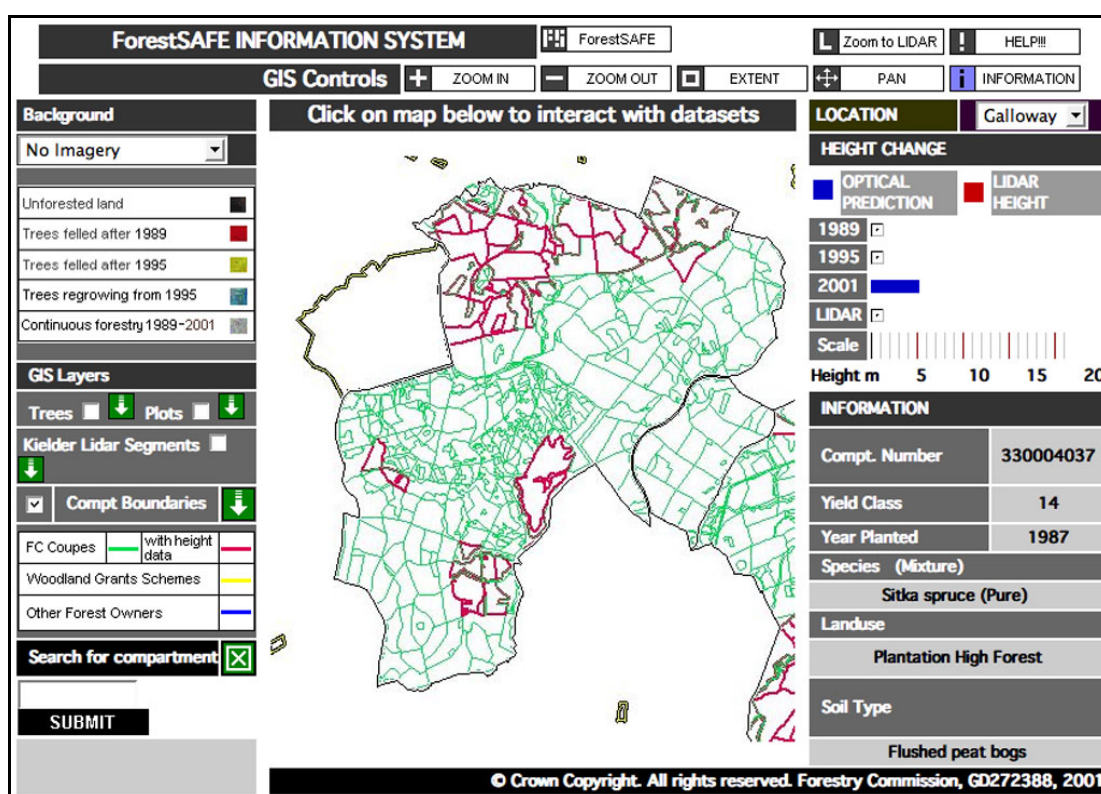 ForestSAFE INFORMATION SYSTEM
ForestSAFE
L Zoom to LIDAR
! HELP!!!
GIS Controls
+ ZOOM IN
− ZOOM OUT
EXTENT
PAN
i INFORMATION
Background
No Imagery
Unforested land
Trees felled after 1989
Trees felled after 1995
Trees regrowing from 1995
Continuous forestry 1989-2001
GIS Layers
Trees
Plots
Kielder Lidar Segments
Compt Boundaries
FC Coupes
with height
data
Woodland Grants Schemes
Other Forest Owners
Search for compartment
SUBMIT
Click on map below to interact with datasets
LOCATION
Galloway
HEIGHT CHANGE
OPTICAL
PREDICTION
LIDAR
HEIGHT
1989
1995
2001
LIDAR
Scale
Height m 5 10 15 20
INFORMATION
Compt. Number 330004037
Yield Class 14
Year Planted 1987
Species (Mixture)
Sitka spruce (Pure)
Landuse
Plantation High Forest
Soil Type
Flushed peat bogs
© Crown Copyright. All rights reserved. Forestry Commission, GD272388, 2001